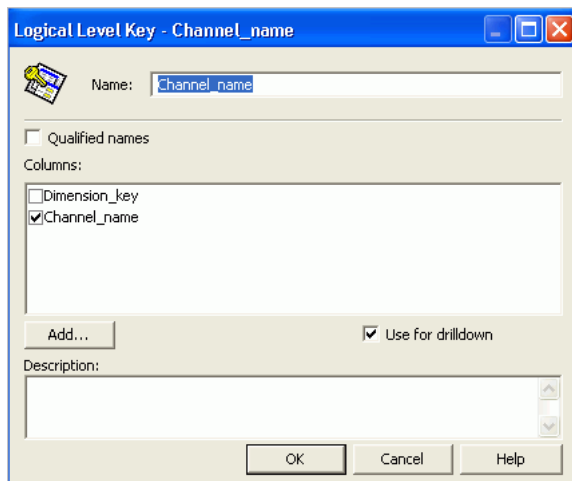 Logical Level Key - Channel_name
Name: Channel_name
Qualified names
Columns:
Dimension_key
Channel_name
Add... Use for drilldown
Description:
OK Cancel Help